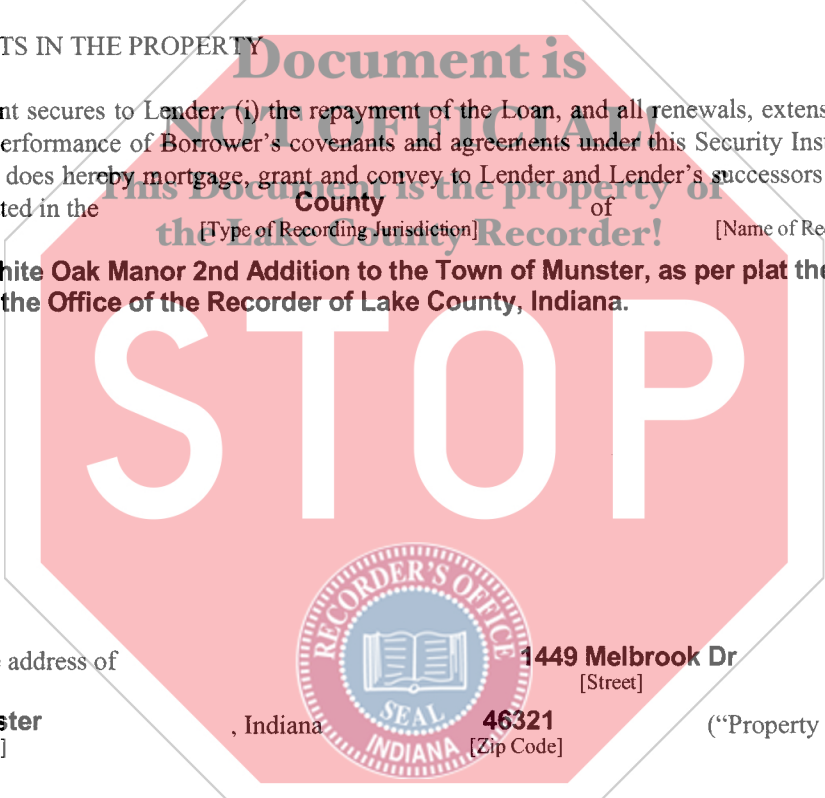 TS IN THE PROPERTY
Document is
nt secures to Lender: (i) the repayment of the Loan, and all renewals, extens
NOT OFFICIAL!
erformance of Borrower's covenants and agreements under this Security Inst
does hereby mortgage, grant and convey to Lender and Lender's successors
This Document is the property of
ted in the County of
the Lake County Recorder!
[Type of Recording Jurisdiction] [Name of Re
hite Oak Manor 2nd Addition to the Town of Munster, as per plat the
the Office of the Recorder of Lake County, Indiana.
STOP
RECORDER'S OFFICE
address of 1449 Melbrook Dr
[Street]
SEAL
ster , Indiana 46321 ("Property
] [Zip Code]
INDIANA